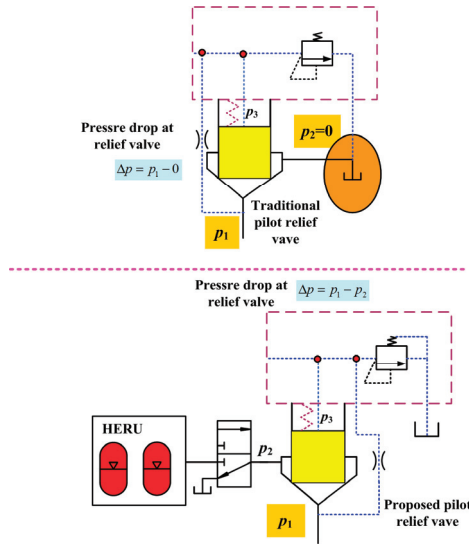 p3
Pressre drop at
relief valve
p2=0
Δp = p1 − 0
Traditional
pilot relief
vave
p1
Pressre drop at
relief valve
Δp = p1 − p2
HERU
p2
p3
p1
Proposed pilot
relief vave